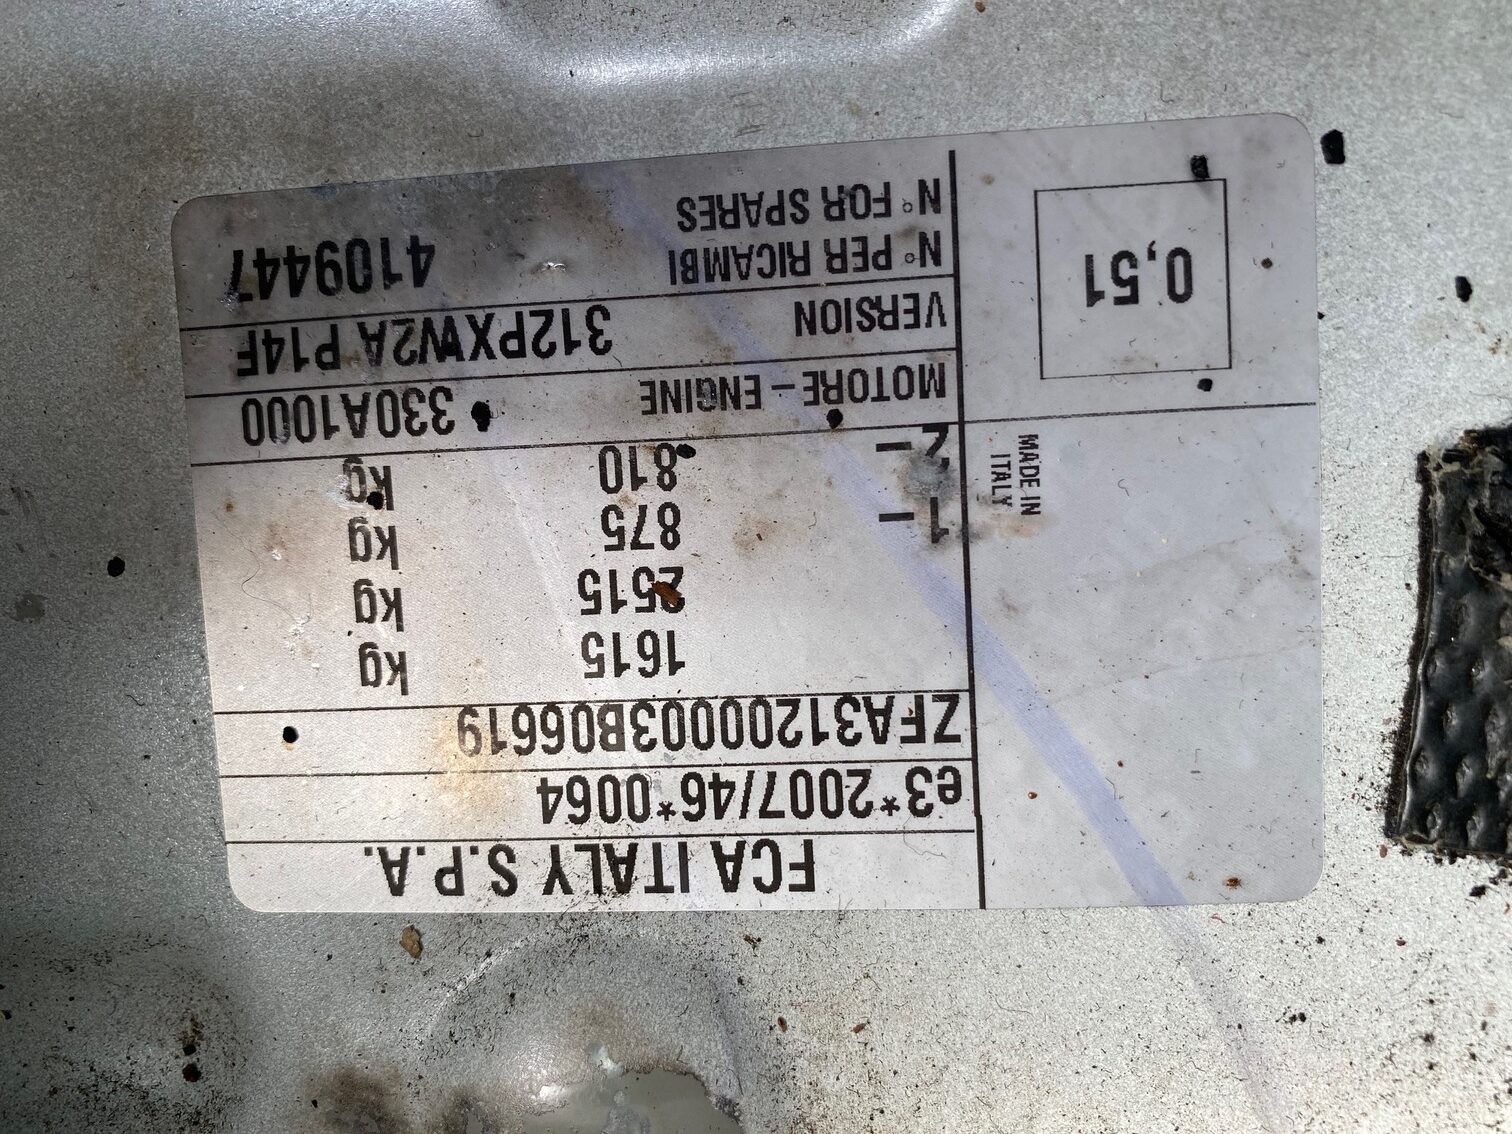 FCA ITALY S.P.A.
e3*2007/46*0064
ZFA31200003B06619
1615 kg
2515 kg
1– 875 kg
2– 810 kg
MOTORE – ENGINE 330A1000
VERSION 312PXW2A P14F
N° PER RICAMBI 4109447
N° FOR SPARES
MADE IN
ITALY
0,51